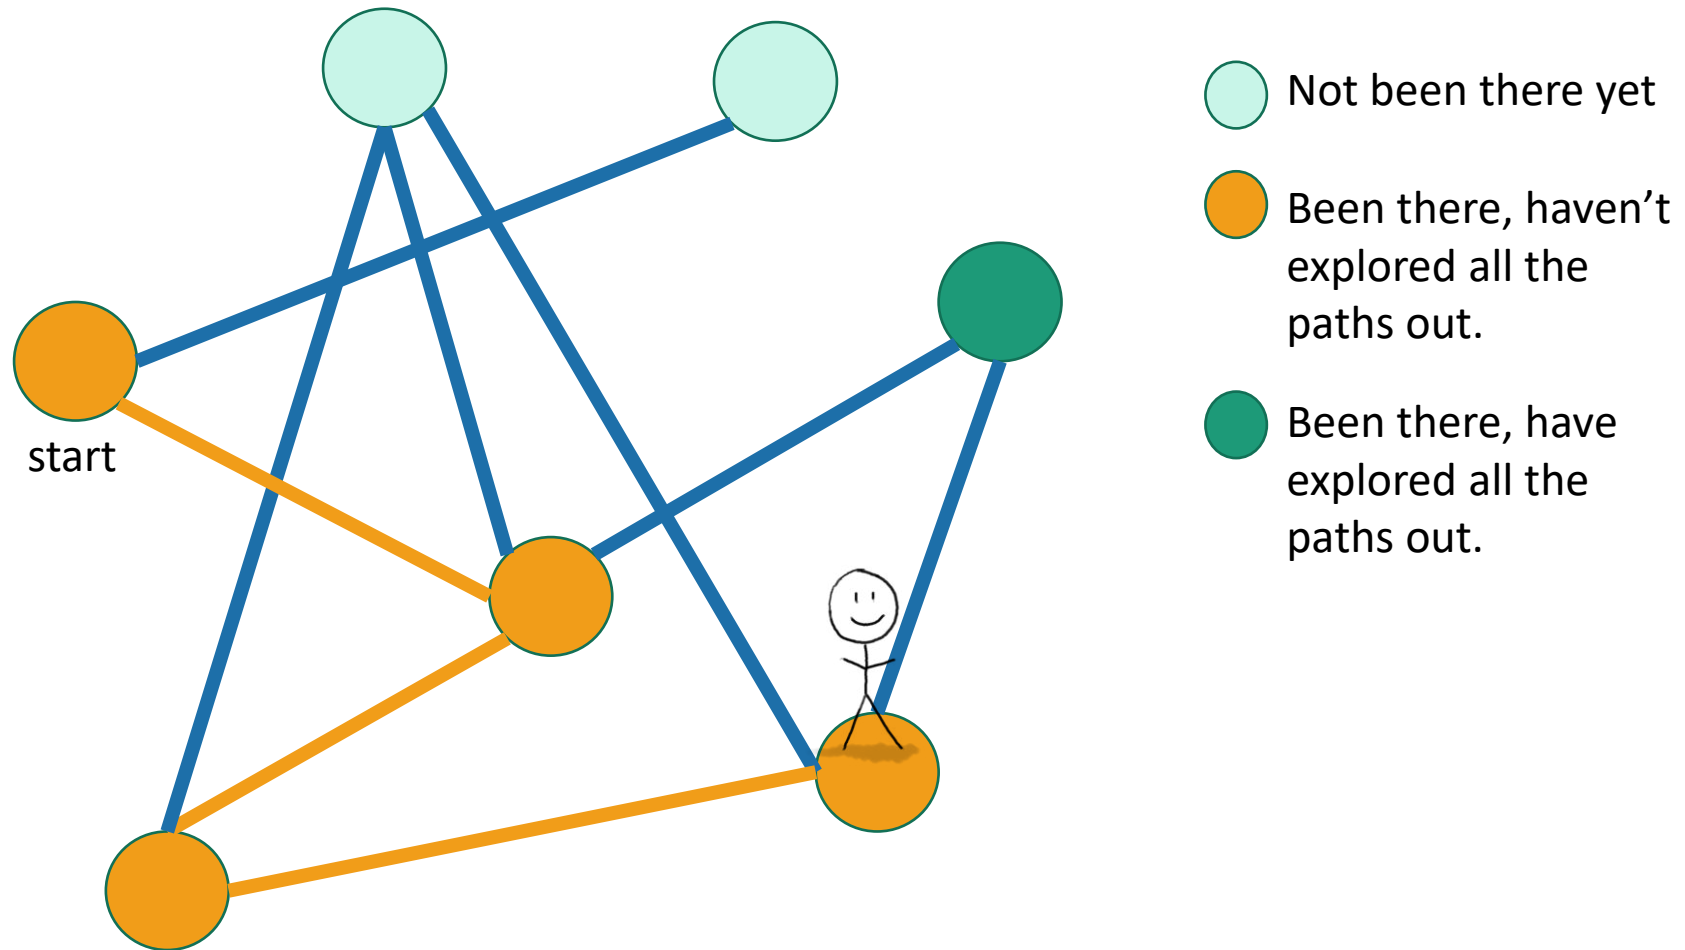 start
Not been there yet
Been there, haven’t
explored all the
paths out.
Been there, have
explored all the
paths out.